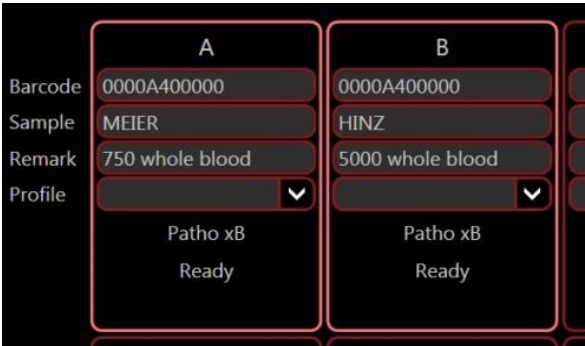 A B
Barcode 0000A400000 0000A400000
Sample MEIER HINZ
Remark 750 whole blood 5000 whole blood
Profile
Patho xB Patho xB
Ready Ready